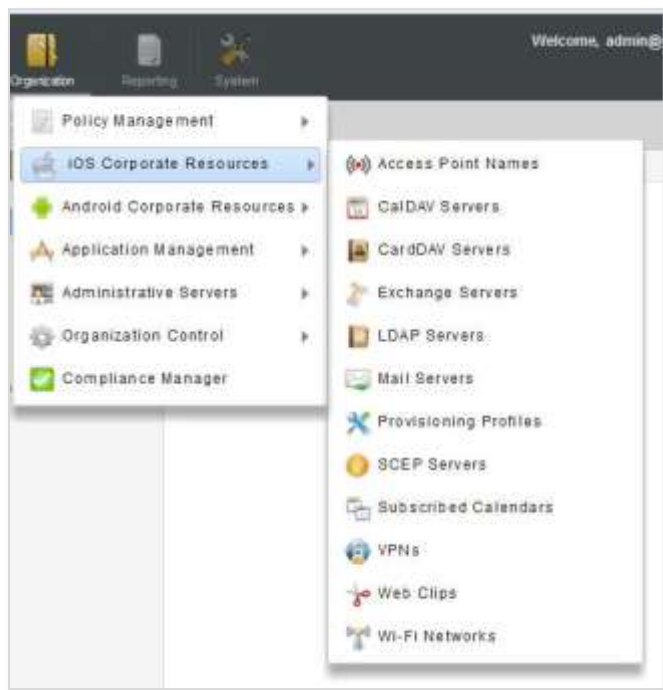 Welcome, admin@
Organization
Reporting
System
Policy Management
iOS Corporate Resources
Android Corporate Resources
Application Management
Administrative Servers
Organization Control
Compliance Manager
Access Point Names
CalDAV Servers
CardDAV Servers
Exchange Servers
LDAP Servers
Mail Servers
Provisioning Profiles
SCEP Servers
Subscribed Calendars
VPNs
Web Clips
Wi-Fi Networks